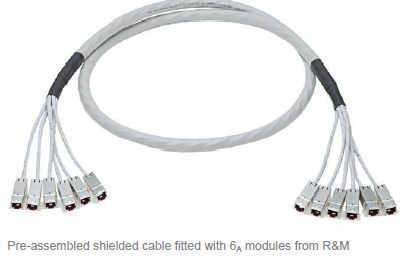 Pre-assembled shielded cable fitted with 6A modules from R&M